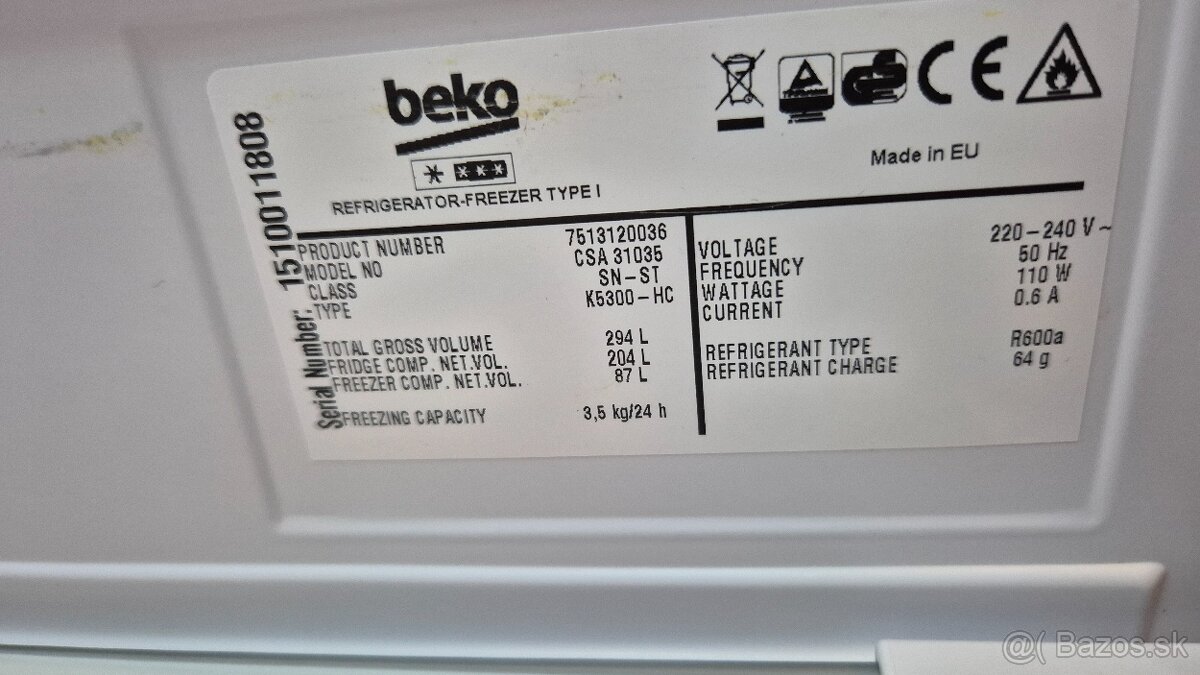 beko
* ***
REFRIGERATOR-FREEZER TYPE I
CE
Made in EU
Serial Number: 1510011808
PRODUCT NUMBER 7513120036
MODEL NO CSA 31035
CLASS SN-ST
TYPE K5300-HC
TOTAL GROSS VOLUME 294 L
FRIDGE COMP. NET.VOL. 204 L
FREEZER COMP. NET.VOL. 87 L
FREEZING CAPACITY 3,5 kg/24 h
VOLTAGE 220-240 V~
FREQUENCY 50 Hz
WATTAGE 110 W
CURRENT 0.6 A
REFRIGERANT TYPE R600a
REFRIGERANT CHARGE 64 g
@( Bazos.sk